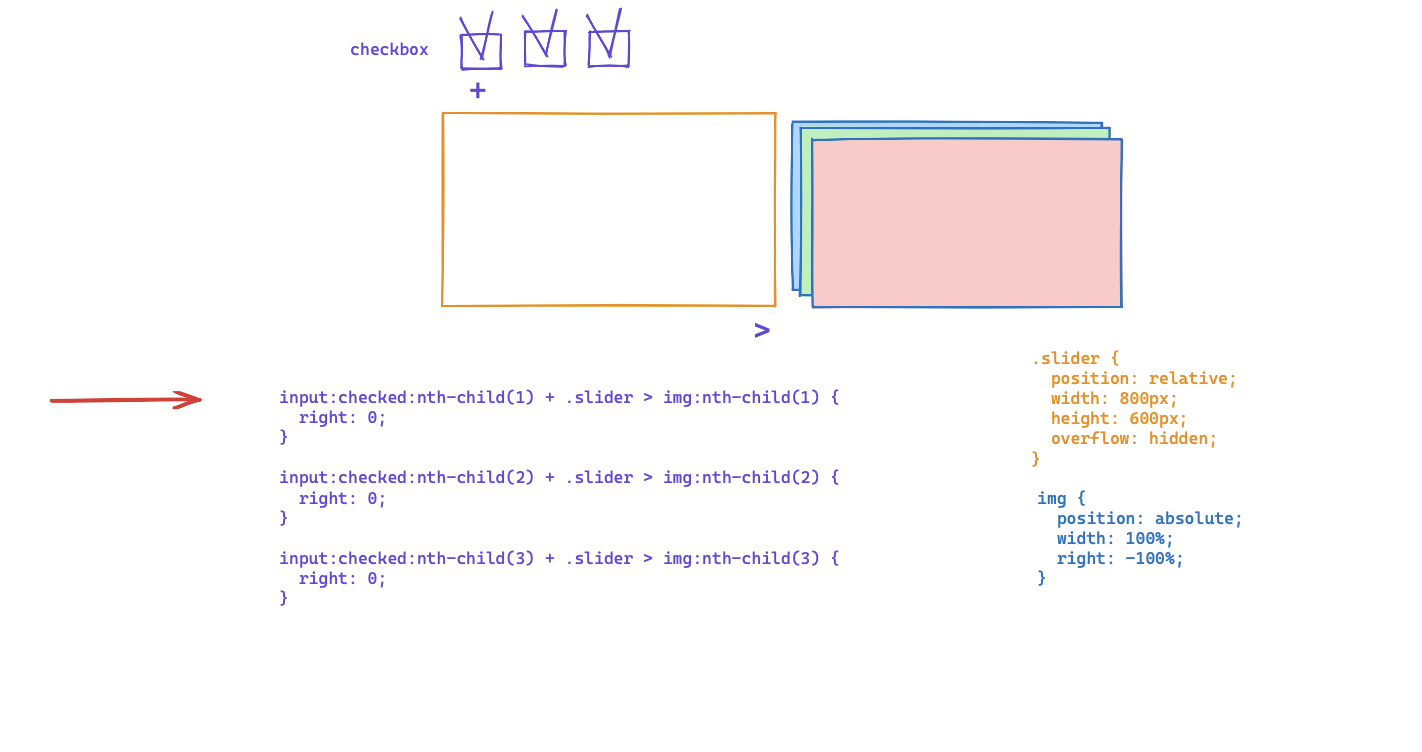 checkbox
+
>
input:checked:nth-child(1) + .slider > img:nth-child(1) {
  right: 0;
}
input:checked:nth-child(2) + .slider > img:nth-child(2) {
  right: 0;
}
input:checked:nth-child(3) + .slider > img:nth-child(3) {
  right: 0;
}
.slider {
  position: relative;
  width: 800px;
  height: 600px;
  overflow: hidden;
}
img {
  position: absolute;
  width: 100%;
  right: -100%;
}